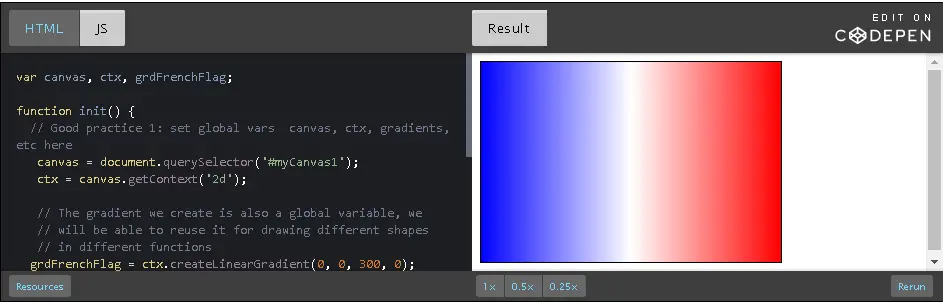 HTML
JS
Result
EDIT ON
CODEPEN
var canvas, ctx, grdFrenchFlag;
function init() {
// Good practice 1: set global vars  canvas, ctx, gradients,
etc here
canvas = document.querySelector('#myCanvas1');
ctx = canvas.getContext('2d');
// The gradient we create is also a global variable, we
// will be able to reuse it for drawing different shapes
// in different functions
grdFrenchFlag = ctx.createLinearGradient(0, 0, 300, 0);
Resources
1×
0.5×
0.25×
Rerun